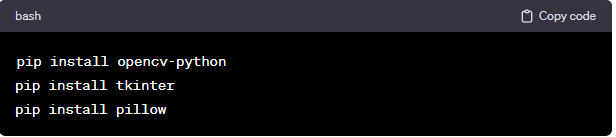 bash Copy code
pip install opencv-python
pip install tkinter
pip install pillow